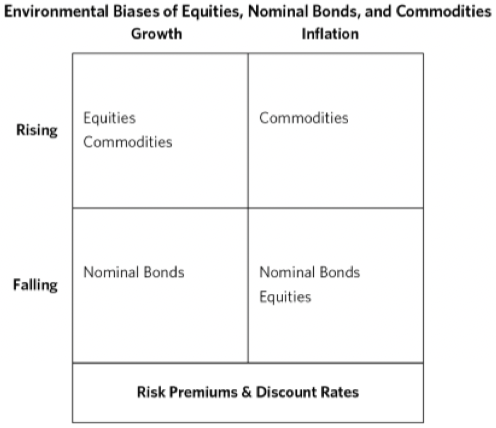 Environmental Biases of Equities, Nominal Bonds, and Commodities
Growth Inflation
Rising
Equities
Commodities
Commodities
Falling
Nominal Bonds
Nominal Bonds
Equities
Risk Premiums & Discount Rates